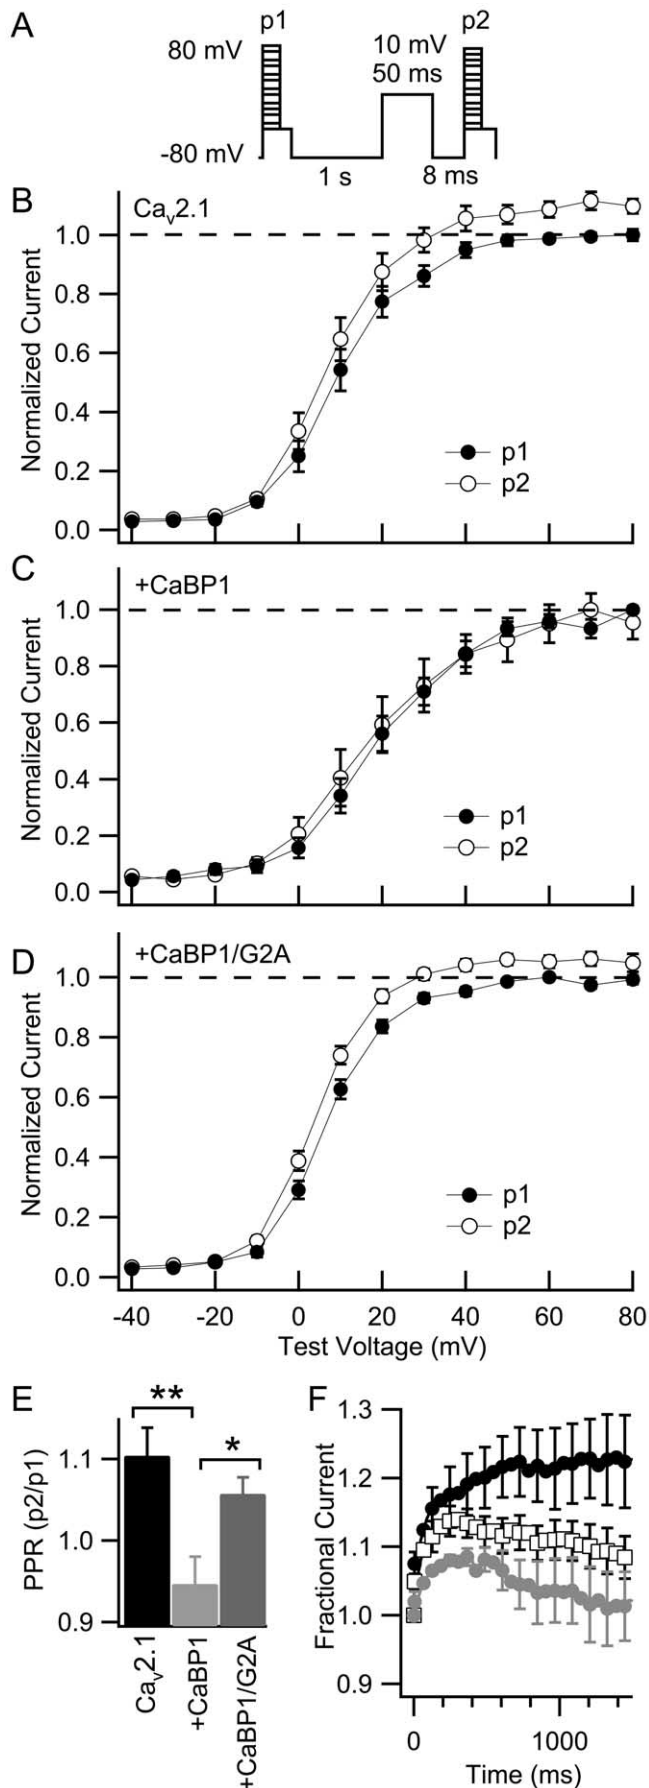 A
p1
p2
80 mV
10 mV
50 ms
-80 mV
1 s
8 ms
B
Cav2.1
1.0
0.8
0.6
0.4
0.2
0.0
Normalized Current
p1
p2
C
+CaBP1
1.0
0.8
0.6
0.4
0.2
0.0
Normalized Current
p1
p2
D
+CaBP1/G2A
1.0
0.8
0.6
0.4
0.2
0.0
Normalized Current
p1
p2
-40 -20 0 20 40 60 80
Test Voltage (mV)
E
**
*
1.1
1.0
0.9
PPR (p2/p1)
Cav2.1
+CaBP1
+CaBP1/G2A
F
1.3
1.2
1.1
1.0
0.9
Fractional Current
0 1000
Time (ms)